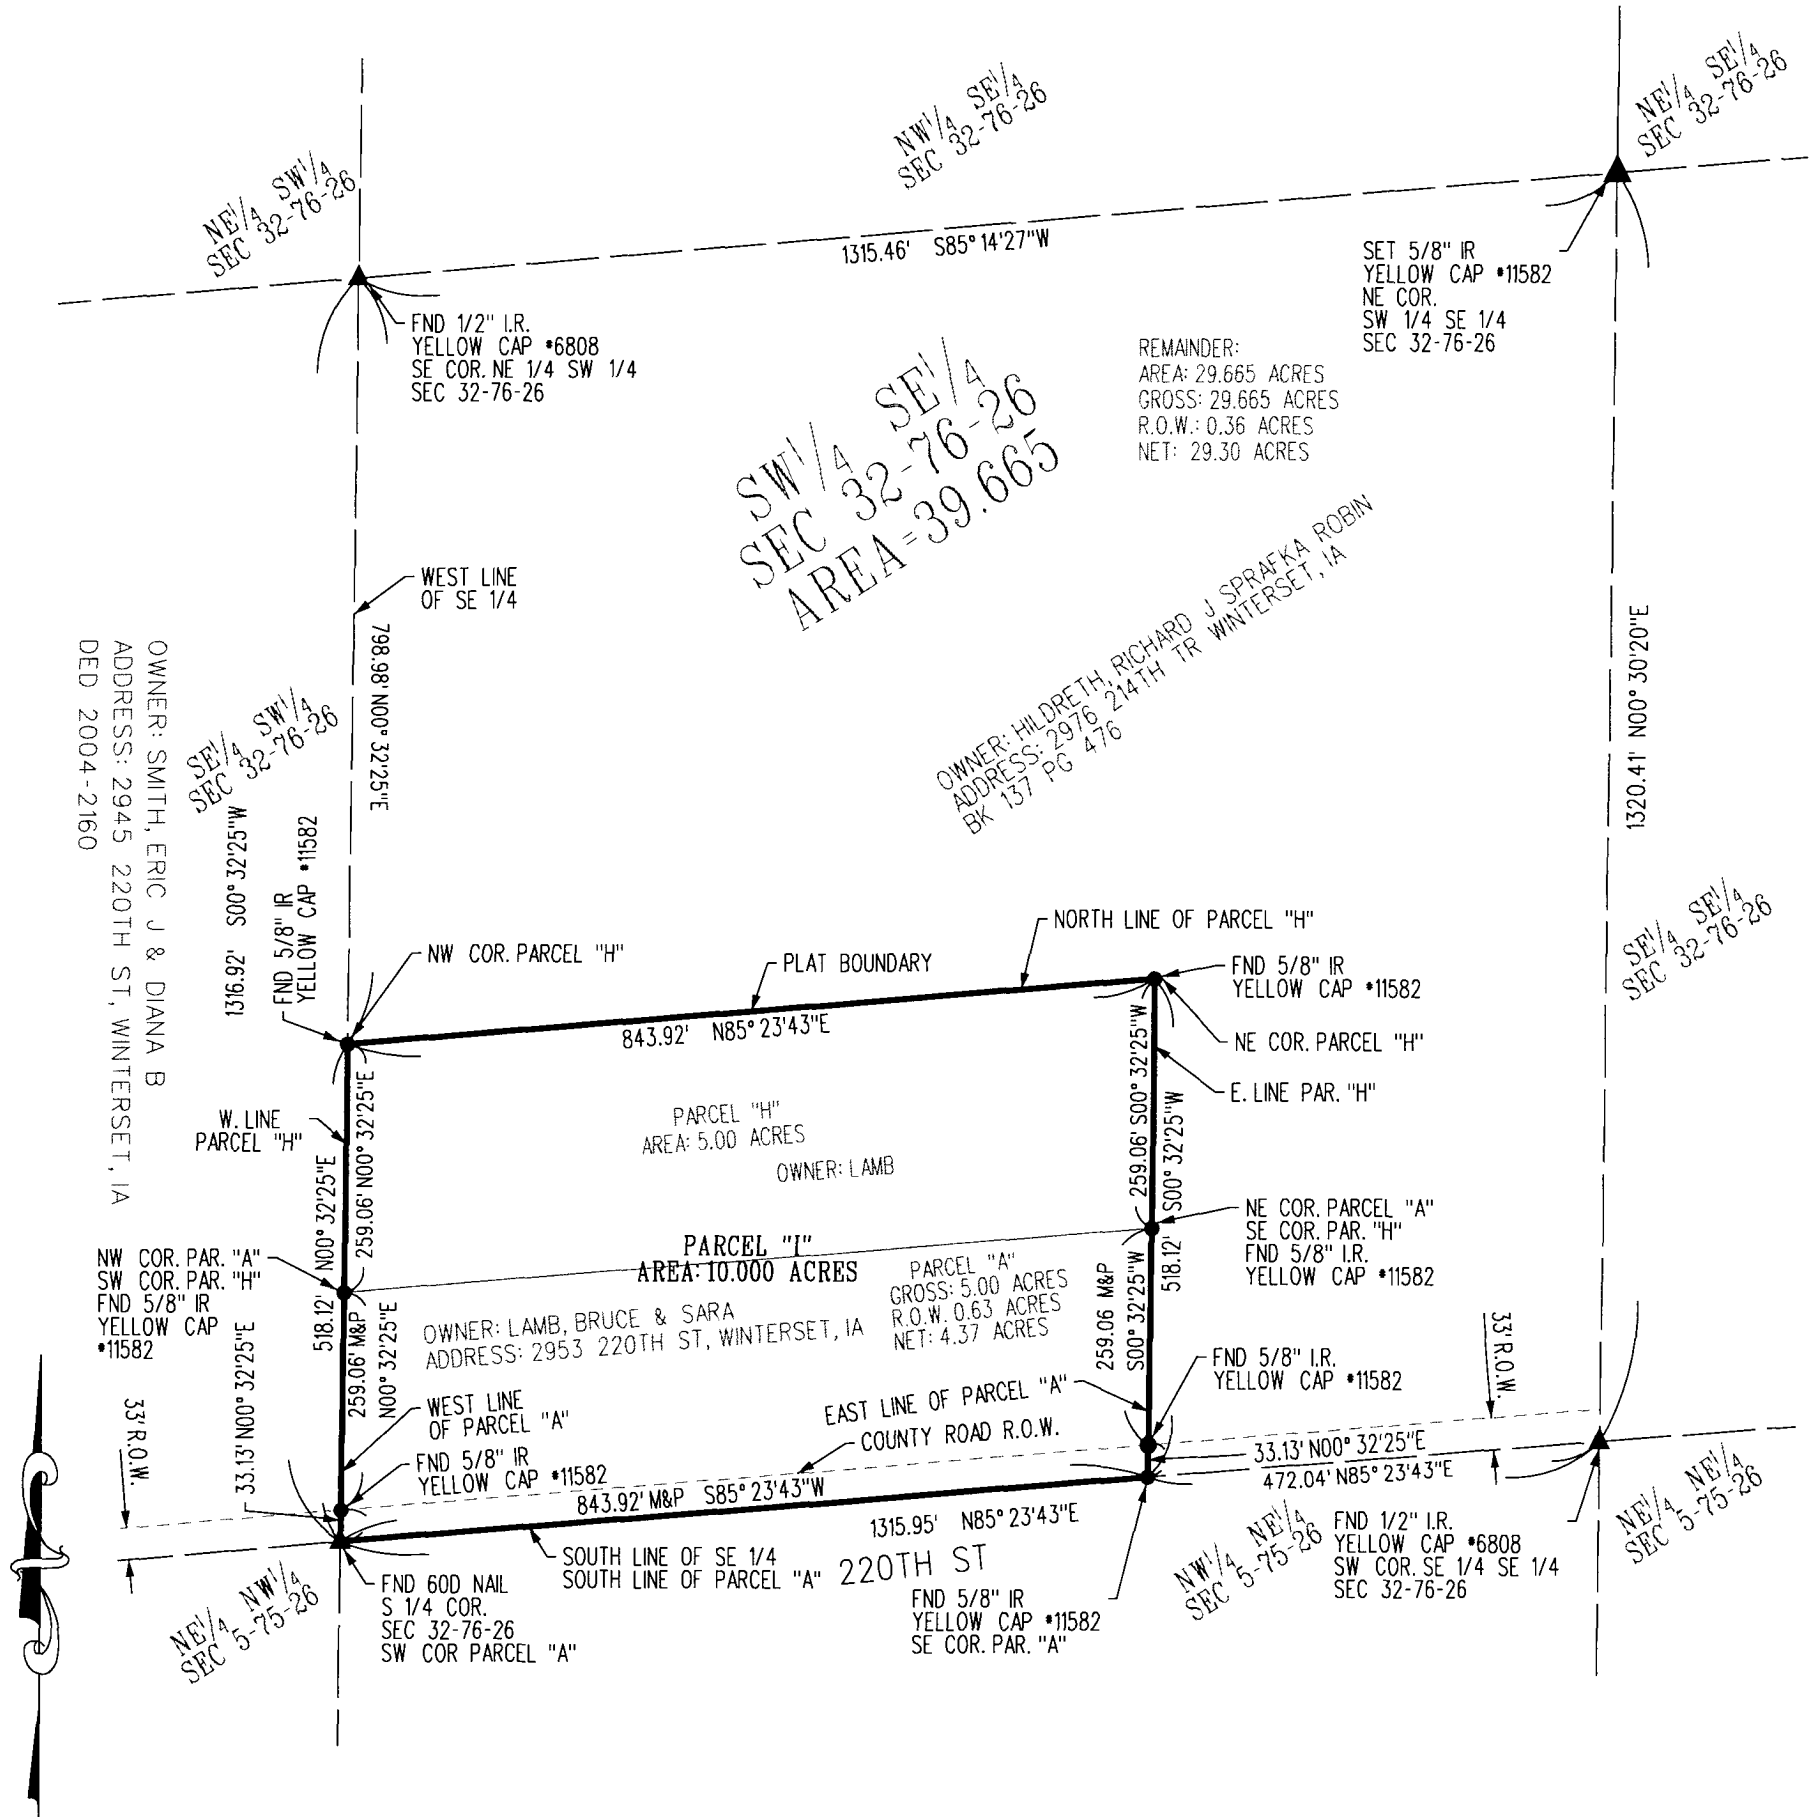 NW1/4 SE1/4
SEC 32-76-26
NE1/4 SE1/4
SEC 32-76-26
NE1/4 SW1/4
SEC 32-76-26
1315.46' S85°14'27"W
SET 5/8" IR
YELLOW CAP •11582
NE COR.
SW 1/4 SE 1/4
SEC 32-76-26
FND 1/2" I.R.
YELLOW CAP •6808
SE COR. NE 1/4 SW 1/4
SEC 32-76-26
REMAINDER:
AREA: 29.665 ACRES
GROSS: 29.665 ACRES
R.O.W.: 0.36 ACRES
NET: 29.30 ACRES
SW1/4 SE1/4
SEC 32-76-26
AREA=39.665
OWNER: HILDRETH, RICHARD J SPRAFKA ROBIN
ADDRESS: 2976 214TH TR WINTERSET, IA
BK 137 PG 476
WEST LINE
OF SE 1/4
798.98' N00°32'25"E
1320.41' N00°30'20"E
OWNER: SMITH, ERIC J & DIANA B
ADDRESS: 2945 220TH ST, WINTERSET, IA
DED 2004-2160
SE1/4 SW1/4
SEC 32-76-26
1316.92' S00°32'25"W
FND 5/8" IR
YELLOW CAP •11582
SE1/4 SE1/4
SEC 32-76-26
NW COR. PARCEL "H"
PLAT BOUNDARY
NORTH LINE OF PARCEL "H"
FND 5/8" IR
YELLOW CAP •11582
843.92' N85°23'43"E
NE COR. PARCEL "H"
E. LINE PAR. "H"
W. LINE
PARCEL "H"
259.06' N00°32'25"E
518.12' N00°32'25"E
PARCEL "H"
AREA: 5.00 ACRES
OWNER: LAMB
259.06' S00°32'25"W
518.12' S00°32'25"W
NE COR. PARCEL "A"
SE COR. PAR. "H"
FND 5/8" I.R.
YELLOW CAP •11582
NW COR. PAR. "A"
SW COR. PAR. "H"
FND 5/8" IR
YELLOW CAP
•11582
PARCEL "I"
AREA: 10.000 ACRES
PARCEL "A"
GROSS: 5.00 ACRES
R.O.W. 0.63 ACRES
NET: 4.37 ACRES
OWNER: LAMB, BRUCE & SARA
ADDRESS: 2953 220TH ST, WINTERSET, IA
259.06' M&P
N00°32'25"E
259.06 M&P
S00°32'25"W
33.13' N00°32'25"E
33' R.O.W.
33' R.O.W.
FND 5/8" I.R.
YELLOW CAP •11582
WEST LINE
OF PARCEL "A"
EAST LINE OF PARCEL "A"
COUNTY ROAD R.O.W.
FND 5/8" IR
YELLOW CAP •11582
33.13' N00°32'25"E
472.04' N85°23'43"E
843.92' M&P S85°23'43"W
1315.95' N85°23'43"E
SOUTH LINE OF SE 1/4
SOUTH LINE OF PARCEL "A"
220TH ST
FND 60D NAIL
S 1/4 COR.
SEC 32-76-26
SW COR PARCEL "A"
FND 5/8" IR
YELLOW CAP •11582
SE COR. PAR. "A"
FND 1/2" I.R.
YELLOW CAP •6808
SW COR. SE 1/4 SE 1/4
SEC 32-76-26
NE1/4 NW1/4
SEC 5-75-26
NW1/4 NE1/4
SEC 5-75-26
NE1/4 NE1/4
SEC 5-75-26